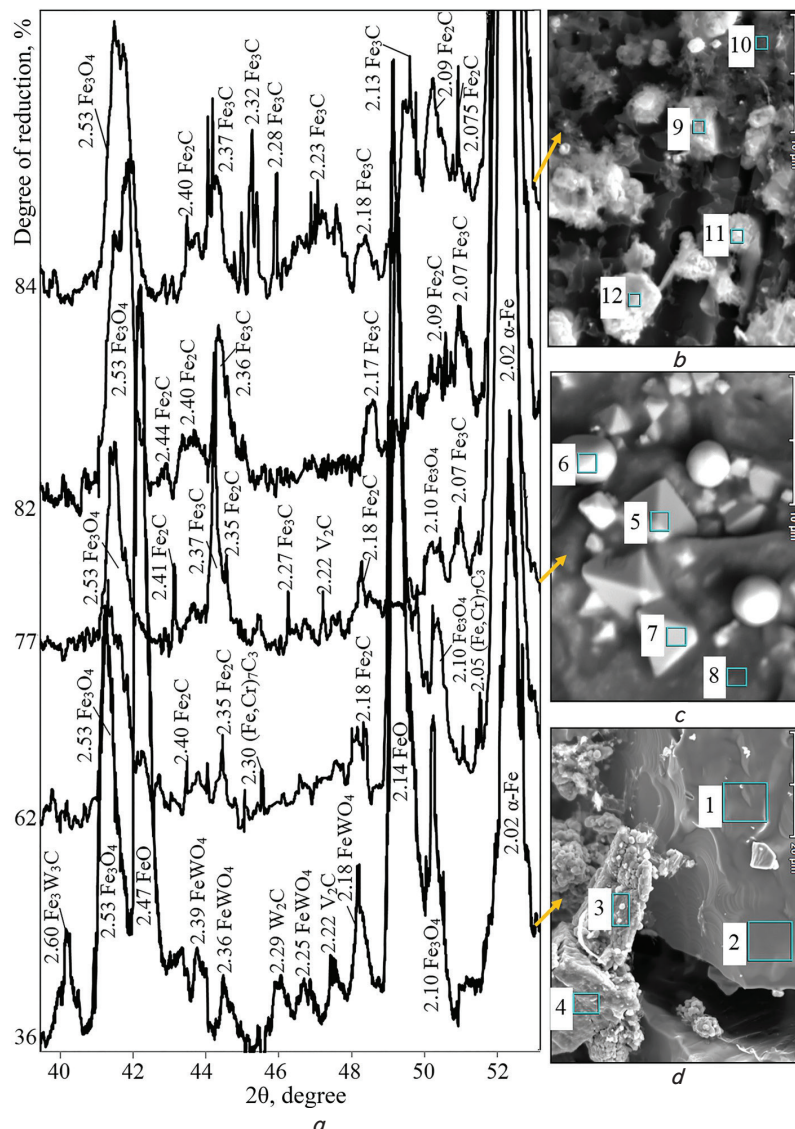 Degree of reduction, %
84
82
77
62
36
2.53 Fe3O4
2.40 Fe2C
2.37 Fe3C
2.32 Fe3C
2.28 Fe3C
2.23 Fe3C
2.18 Fe3C
2.13 Fe3C
2.09 Fe2C
2.075 Fe2C
2.53 Fe3O4
2.44 Fe2C
2.40 Fe2C
2.36 Fe3C
2.17 Fe3C
2.09 Fe2C
2.07 Fe3C
2.02 α-Fe
2.53 Fe3O4
2.41 Fe2C
2.37 Fe3C
2.35 Fe2C
2.27 Fe3C
2.22 V2C
2.18 Fe2C
2.10 Fe3O4
2.07 Fe3C
2.53 Fe3O4
2.40 Fe2C
2.35 Fe2C
2.30 (Fe,Cr)7C3
2.18 Fe2C
2.14 FeO
2.10 Fe3O4
2.05 (Fe,Cr)7C3
2.60 Fe3W3C
2.53 Fe3O4
2.47 FeO
2.39 FeWO4
2.36 FeWO4
2.29 W2C
2.25 FeWO4
2.22 V2C
2.18 FeWO4
2.10 Fe3O4
2.02 α-Fe
40 42 44 46 48 50 52
2θ, degree
a
10
9
11
12
10 μm
b
6
5
7
8
10 μm
c
1
3
2
4
20 μm
d